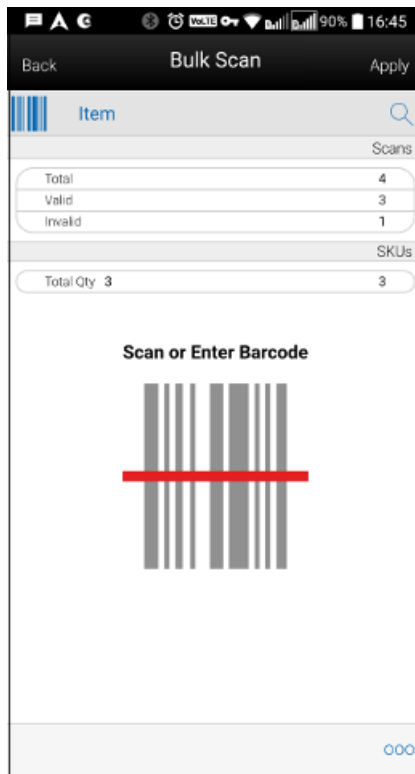 VoLTE 90% 16:45
Back Bulk Scan Apply
Item
Scans
Total 4
Valid 3
Invalid 1
SKUs
Total Qty 3 3
Scan or Enter Barcode